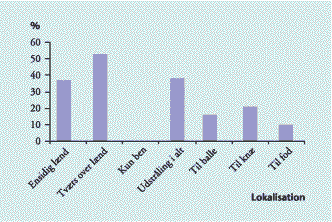 %
60
50
40
30
20
10
0
Ensidig lænd
Tværs over lænd
Kun ben
Udstråling i alt
Til balle
Til knæ
Til fod
Lokalisation